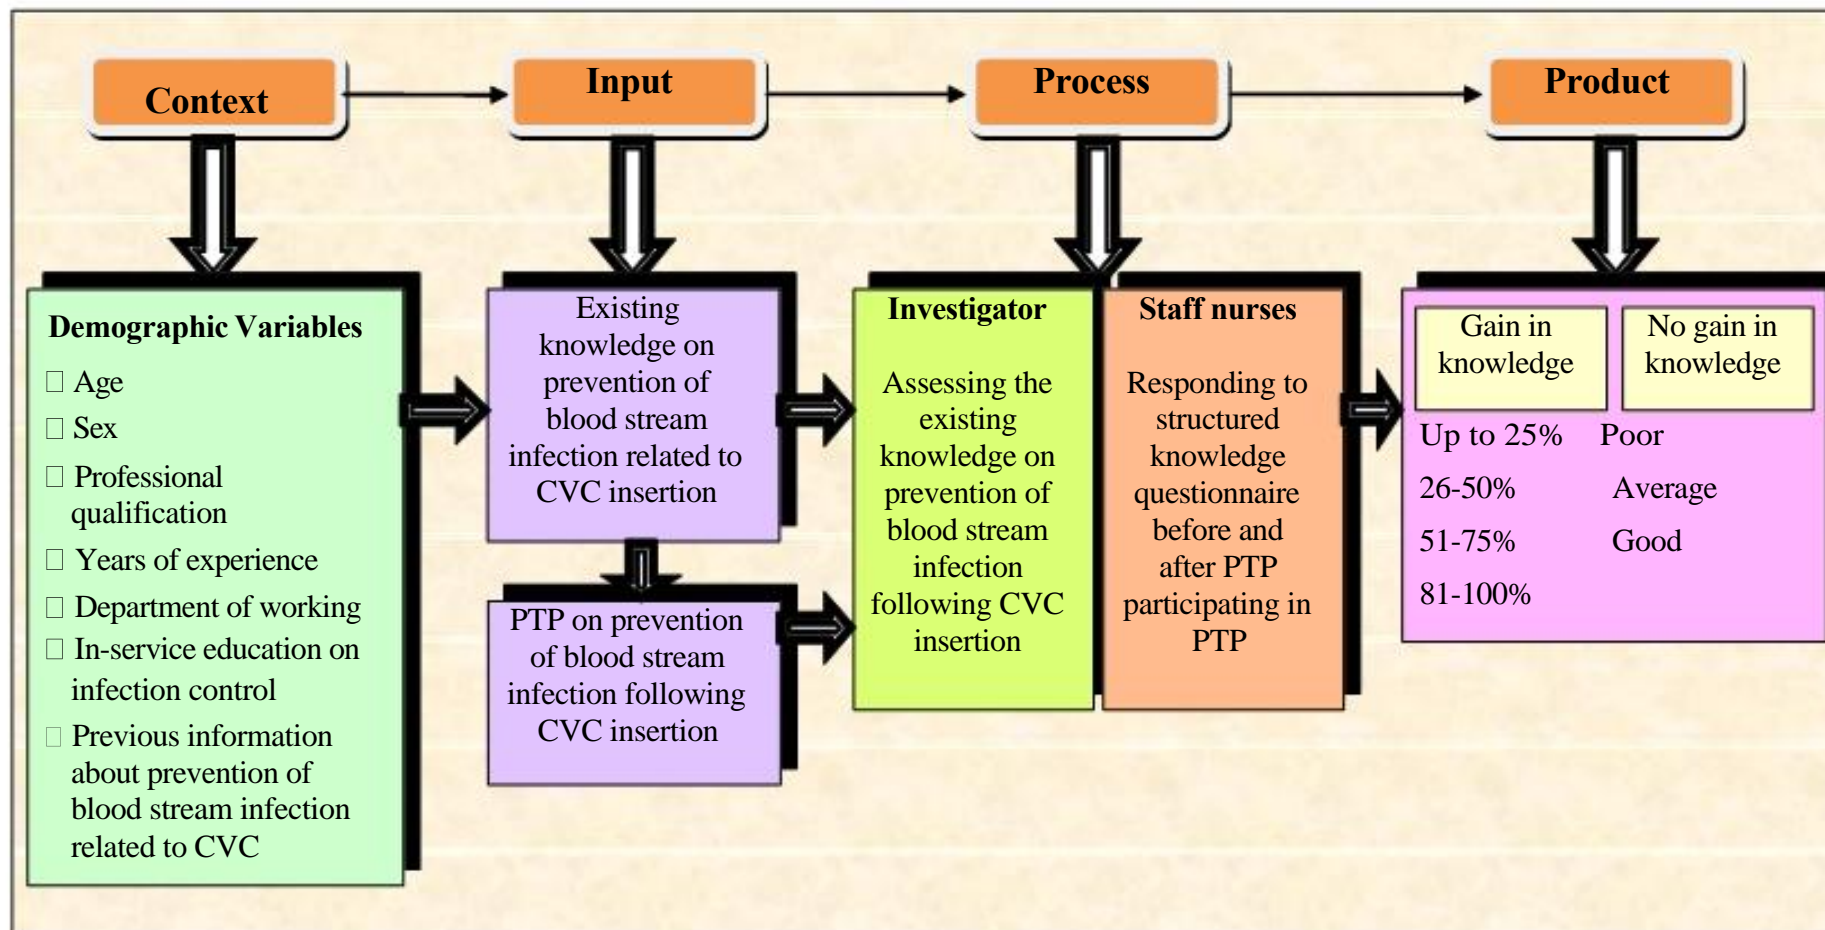 Context
Input
Process
Product
Demographic Variables
□ Age
□ Sex
□ Professional
qualification
□ Years of experience
□ Department of working
□ In-service education on
infection control
□ Previous information
about prevention of
blood stream infection
related to CVC
Existing
knowledge on
prevention of
blood stream
infection related to
CVC insertion
PTP on prevention
of blood stream
infection following
CVC insertion
Investigator
Assessing the
existing
knowledge on
prevention of
blood stream
infection
following CVC
insertion
Staff nurses
Responding to
structured
knowledge
questionnaire
before and
after PTP
participating in
PTP
Gain in
knowledge
No gain in
knowledge
Up to 25% Poor
26-50% Average
51-75% Good
81-100%